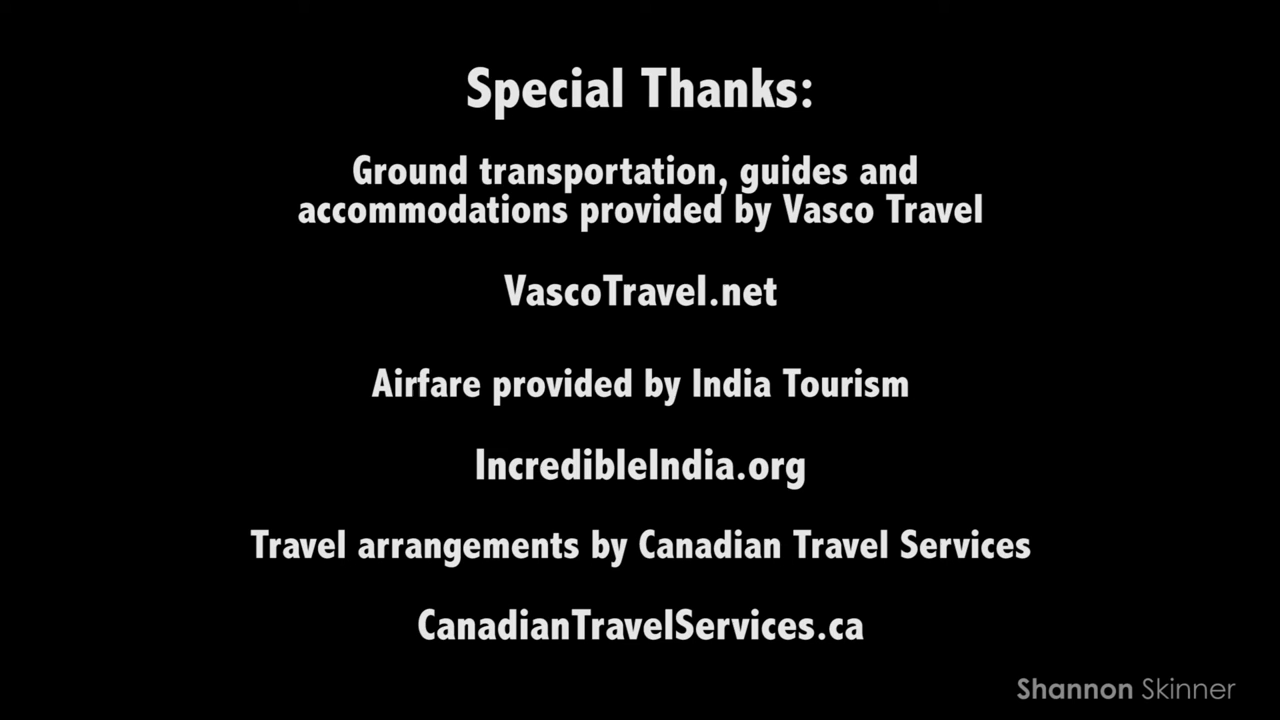 Special Thanks:
Ground transportation, guides and
accommodations provided by Vasco Travel
VascoTravel.net
Airfare provided by India Tourism
IncredibleIndia.org
Travel arrangements by Canadian Travel Services
CanadianTravelServices.ca
Shannon Skinner